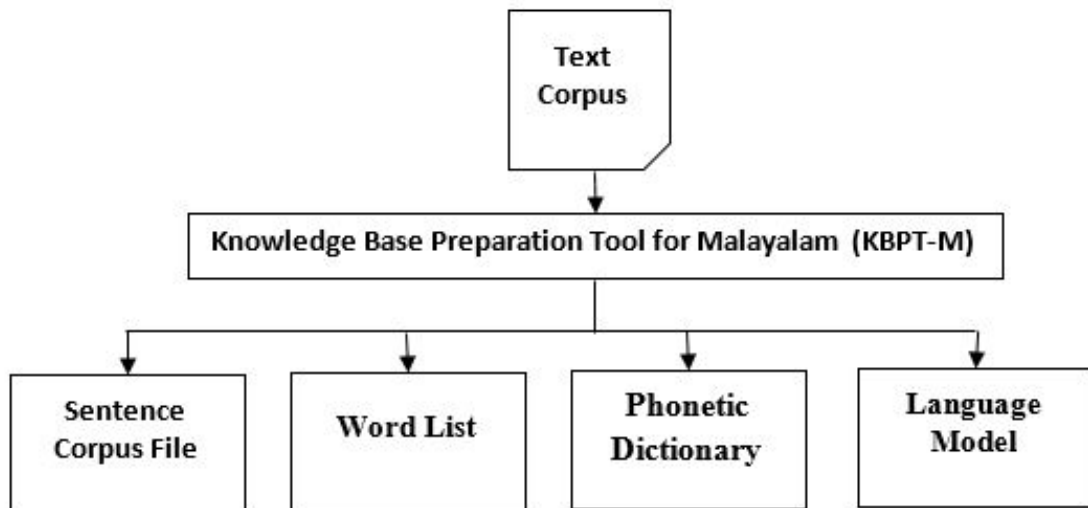 Text
Corpus
Knowledge Base Preparation Tool for Malayalam (KBPT-M)
Sentence
Corpus File
Word List
Phonetic
Dictionary
Language
Model